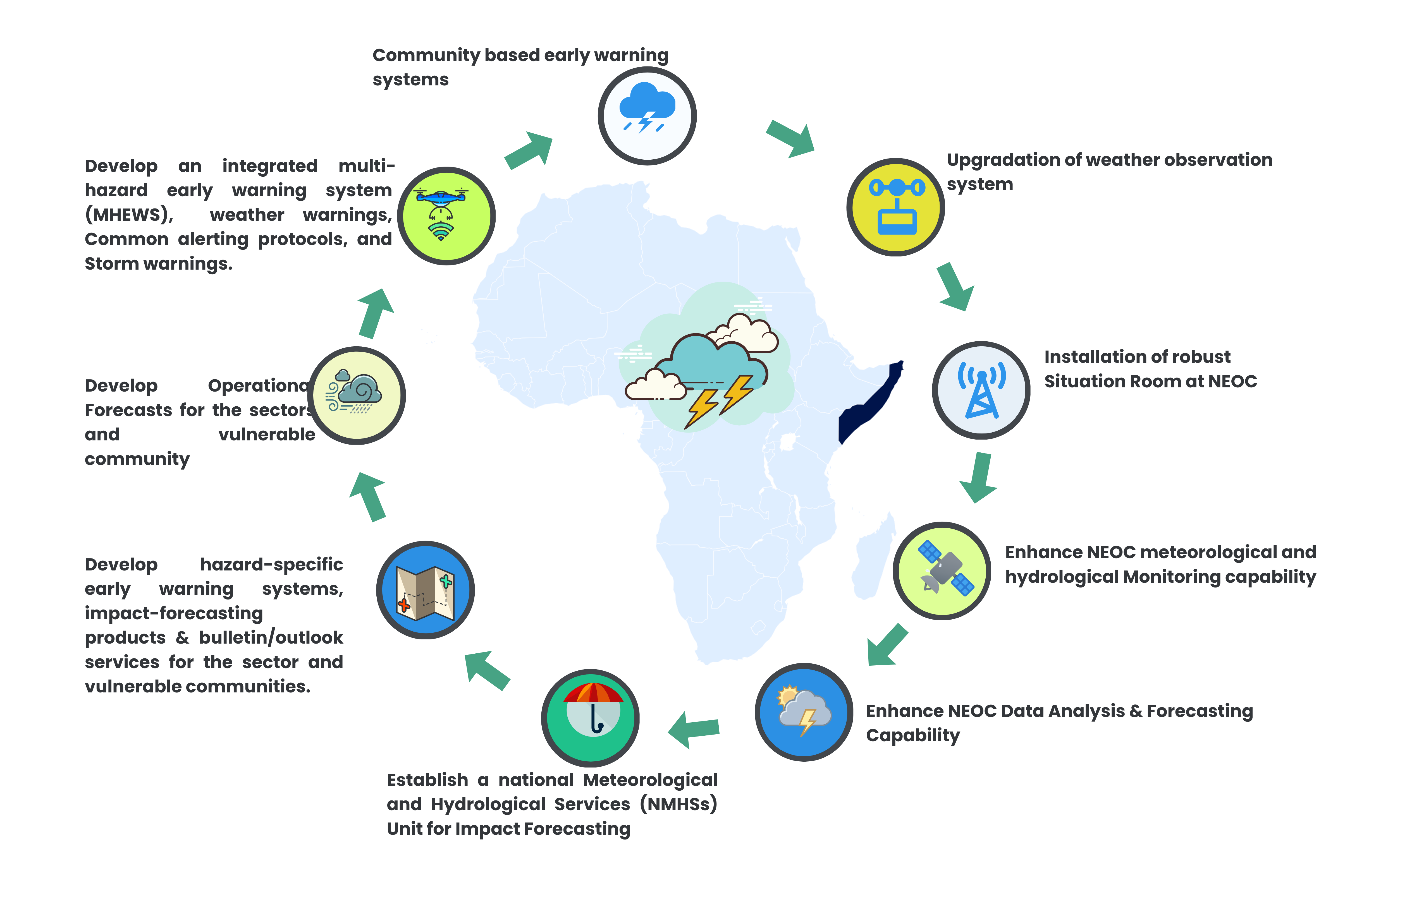 Community based early warning
systems
Upgradation of weather observation
system
Installation of robust
Situation Room at NEOC
Enhance NEOC meteorological and
hydrological Monitoring capability
Enhance NEOC Data Analysis & Forecasting
Capability
Establish a national Meteorological
and Hydrological Services (NMHSs)
Unit for Impact Forecasting
Develop hazard-specific
early warning systems,
impact-forecasting
products & bulletin/outlook
services for the sector and
vulnerable communities.
Develop Operational
Forecasts for the sectors
and vulnerable
community
Develop an integrated multi-
hazard early warning system
(MHEWS), weather warnings,
Common alerting protocols, and
Storm warnings.